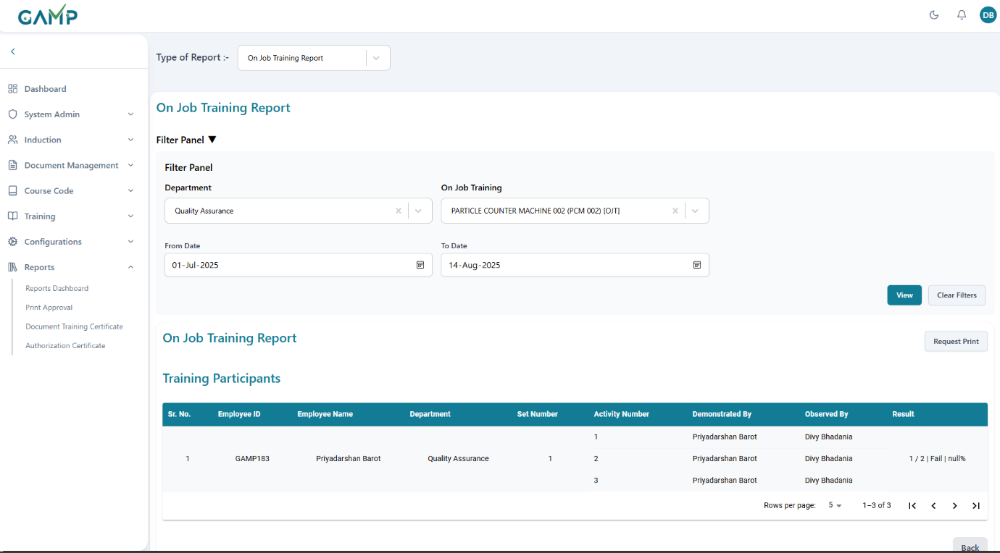 GAMP
DB
Type of Report :- On Job Training Report
Dashboard
System Admin
Induction
Document Management
Course Code
Training
Configurations
Reports
Reports Dashboard
Print Approval
Document Training Certificate
Authorization Certificate
On Job Training Report
Filter Panel ▼
Filter Panel
Department On Job Training
Quality Assurance PARTICLE COUNTER MACHINE 002 (PCM 002) [OJT]
From Date To Date
01-Jul-2025 14-Aug-2025
View Clear Filters
On Job Training Report
Request Print
Training Participants
Sr. No. Employee ID Employee Name Department Set Number Activity Number Demonstrated By Observed By Result
1 Priyadarshan Barot Divy Bhadania
1 GAMP183 Priyadarshan Barot Quality Assurance 1 2 Priyadarshan Barot Divy Bhadania 1 / 2 | Fail | null%
3 Priyadarshan Barot Divy Bhadania
Rows per page: 5 1–3 of 3
Back